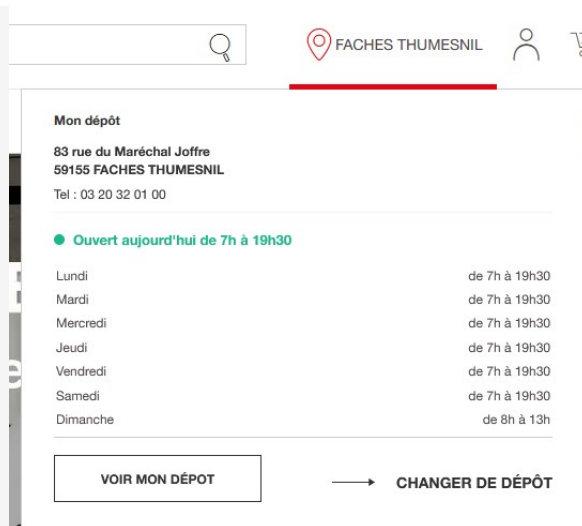 FACHES THUMESNIL
Mon dépôt
83 rue du Maréchal Joffre
59155 FACHES THUMESNIL
Tel : 03 20 32 01 00
Ouvert aujourd'hui de 7h à 19h30
Lundi de 7h à 19h30
Mardi de 7h à 19h30
Mercredi de 7h à 19h30
Jeudi de 7h à 19h30
Vendredi de 7h à 19h30
Samedi de 7h à 19h30
Dimanche de 8h à 13h
VOIR MON DÉPOT
CHANGER DE DÉPÔT